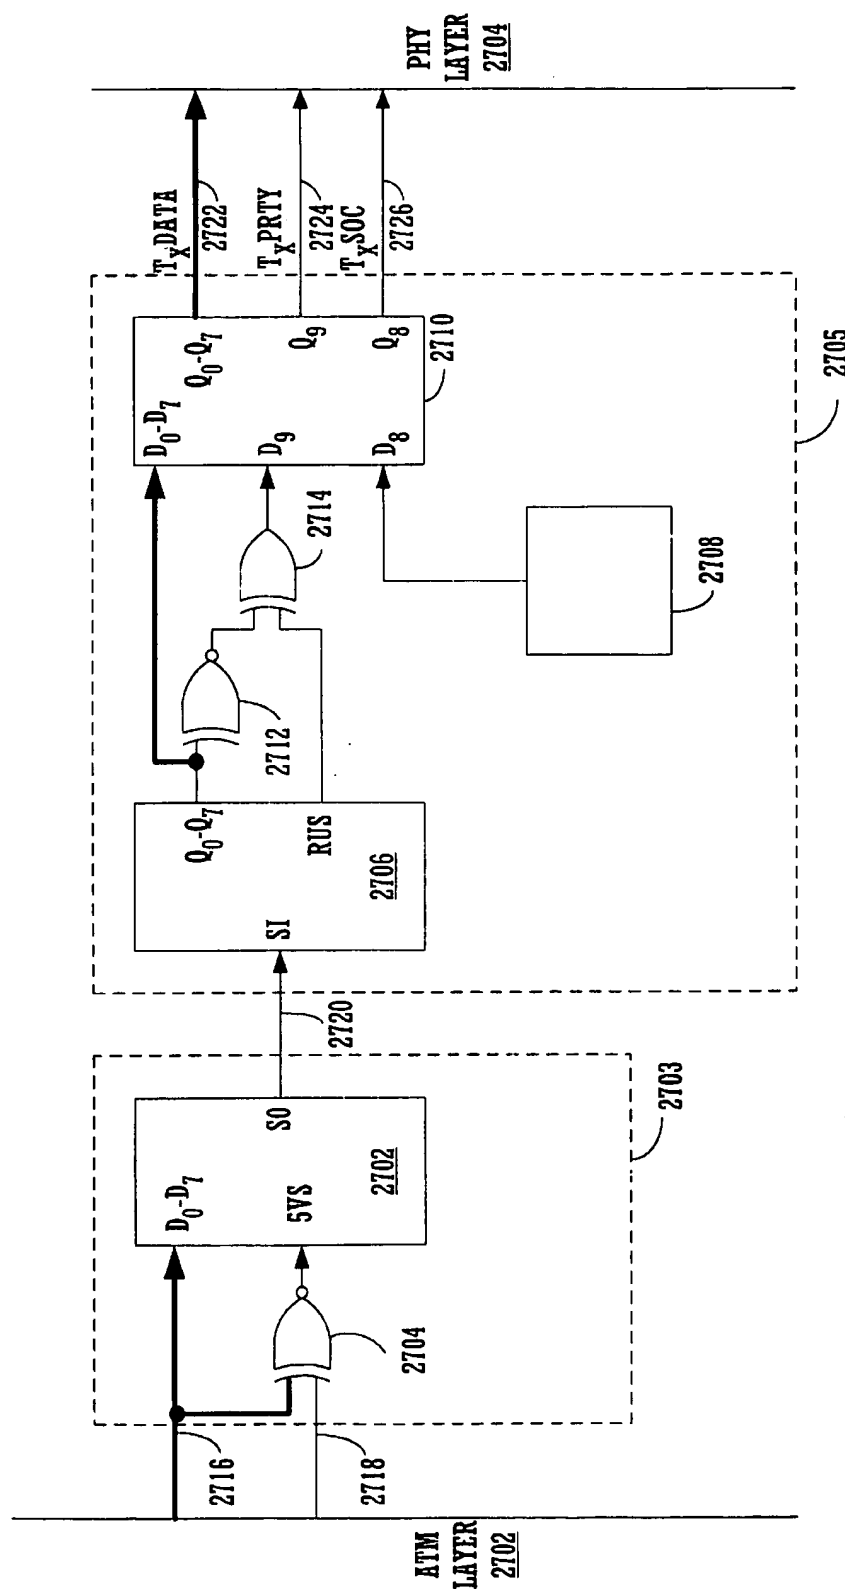 ATM
LAYER
2702
2716
2718
D0-D7
5VS
SO
2702
2704
2703
2720
SI
Q0-Q7
RUS
2706
2712
2714
D0-D7
D9
D8
Q0-Q7
Q9
Q8
2710
2708
2705
TXDATA
2722
TXPRTY
2724
TXSOC
2726
PHY
LAYER
2704